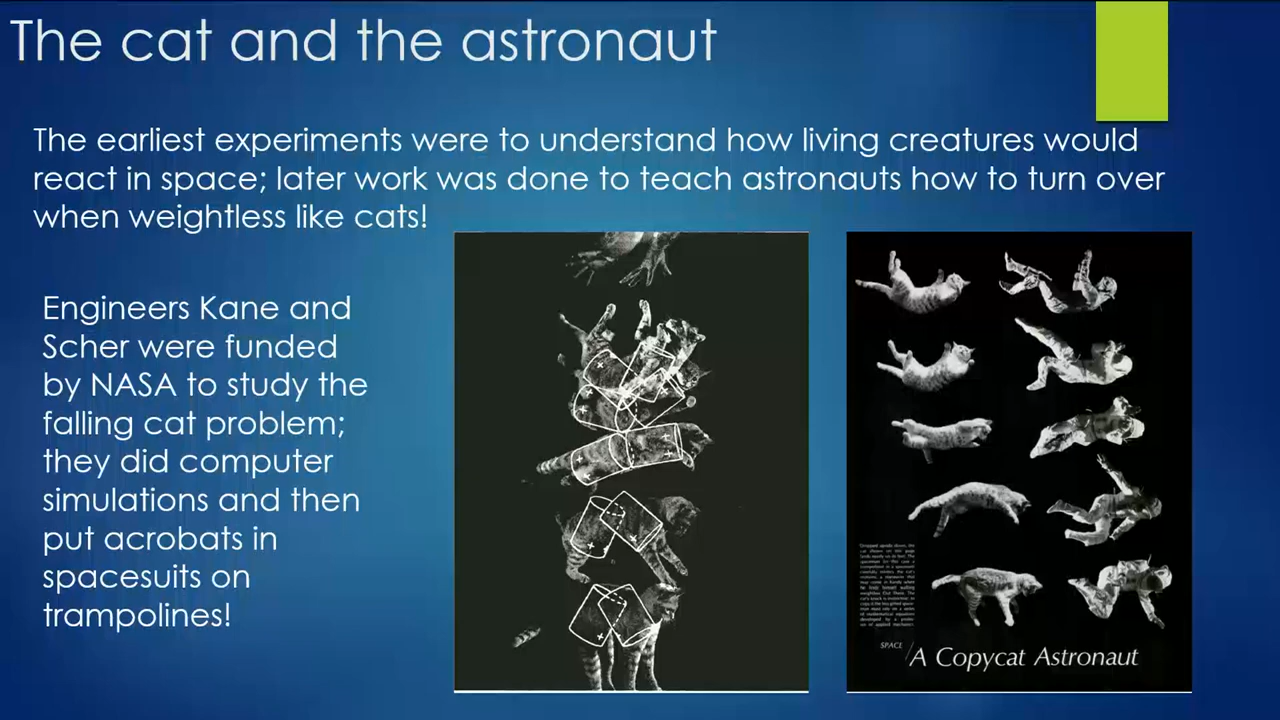 The cat and the astronaut
The earliest experiments were to understand how living creatures would
react in space; later work was done to teach astronauts how to turn over
when weightless like cats!
Engineers Kane and
Scher were funded
by NASA to study the
falling cat problem;
they did computer
simulations and then
put acrobats in
spacesuits on
trampolines!
SPACE
A Copycat Astronaut